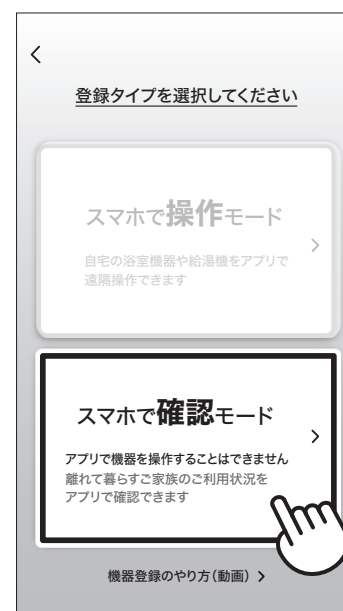 登録タイプを選択してください
スマホで操作モード
自宅の浴室機器や給湯機をアプリで
遠隔操作できます
スマホで確認モード
アプリで機器を操作することはできません
離れて暮らすご家族のご利用状況を
アプリで確認できます
機器登録のやり方(動画)